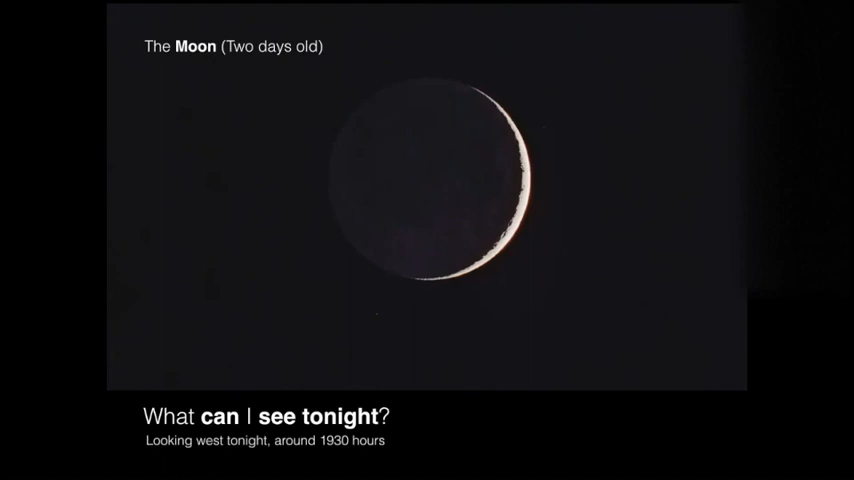 The Moon (Two days old)
What can I see tonight?
Looking west tonight, around 1930 hours